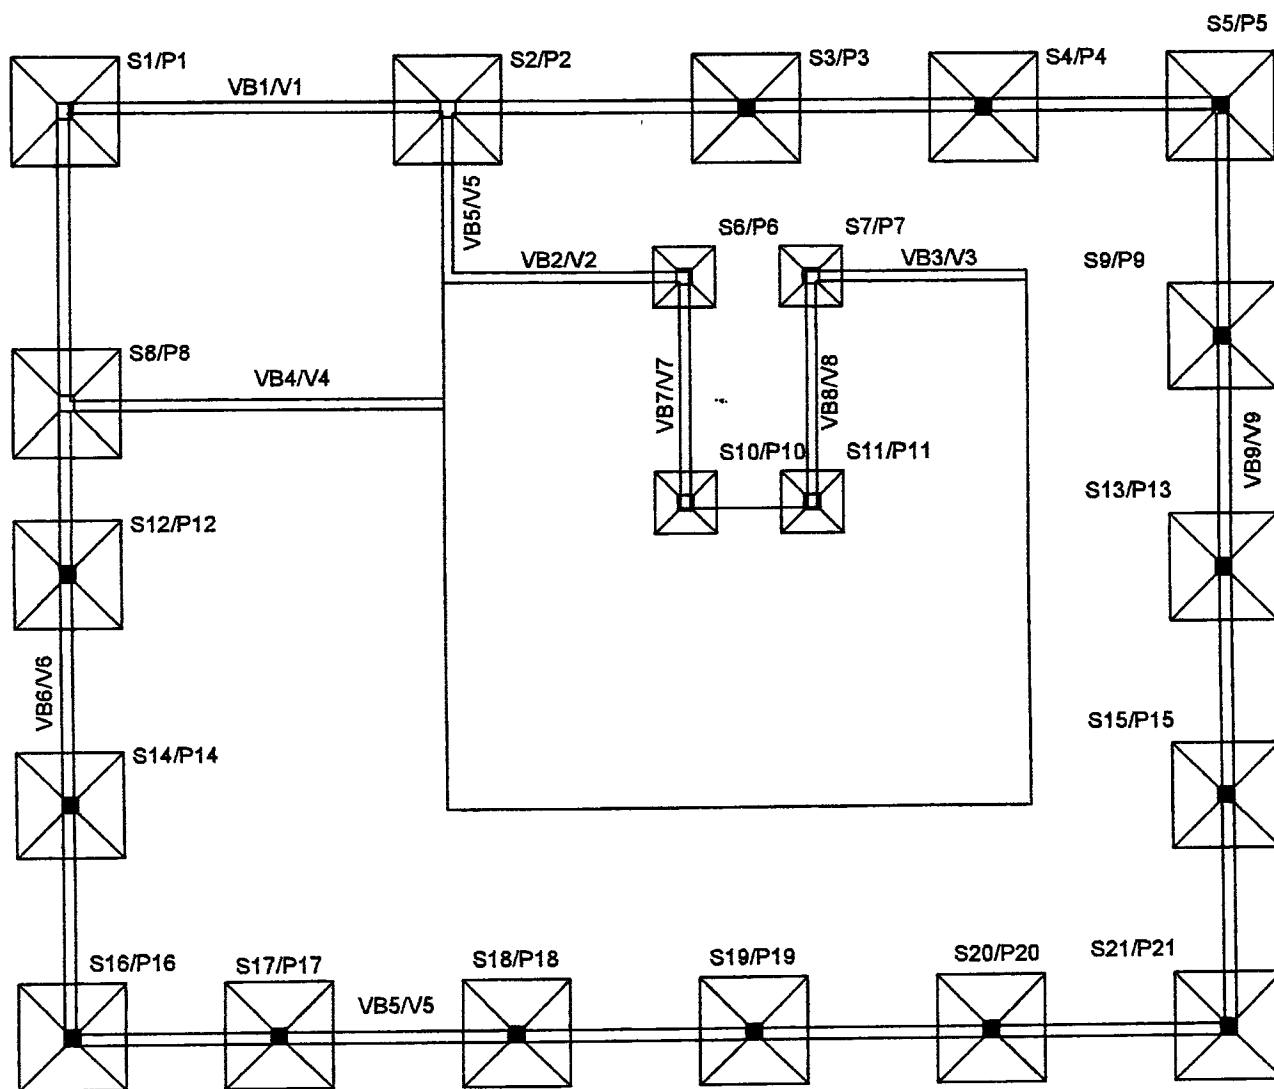 S1/P1
S2/P2
S3/P3
S4/P4
S5/P5
VB1/V1
VB5/V5
S6/P6
S7/P7
VB2/V2
VB3/V3
S9/P9
S8/P8
VB4/V4
VB7/V7
VB8/V8
VB9/V9
S10/P10
S11/P11
S13/P13
S12/P12
VB6/V6
S14/P14
S15/P15
S16/P16
S17/P17
S18/P18
S19/P19
S20/P20
S21/P21
VB5/V5